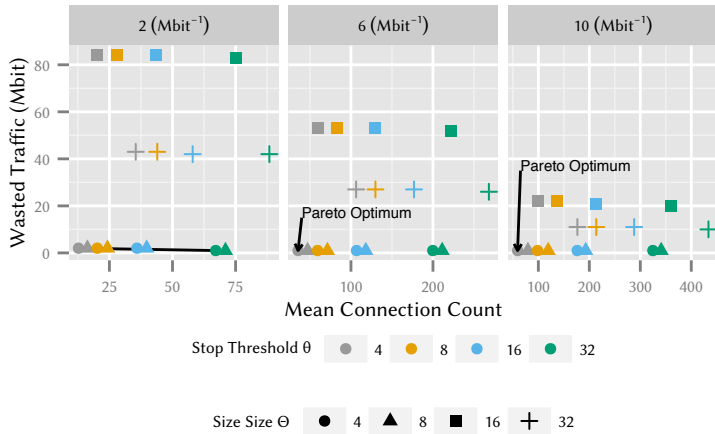 2 (Mbit⁻¹) 6 (Mbit⁻¹) 10 (Mbit⁻¹)
Wasted Traffic (Mbit)
80
60
40
20
0
Pareto Optimum
Pareto Optimum
25 50 75 100 200 100 200 300 400
Mean Connection Count
Stop Threshold θ 4 8 16 32
Size Size Θ 4 8 16 32